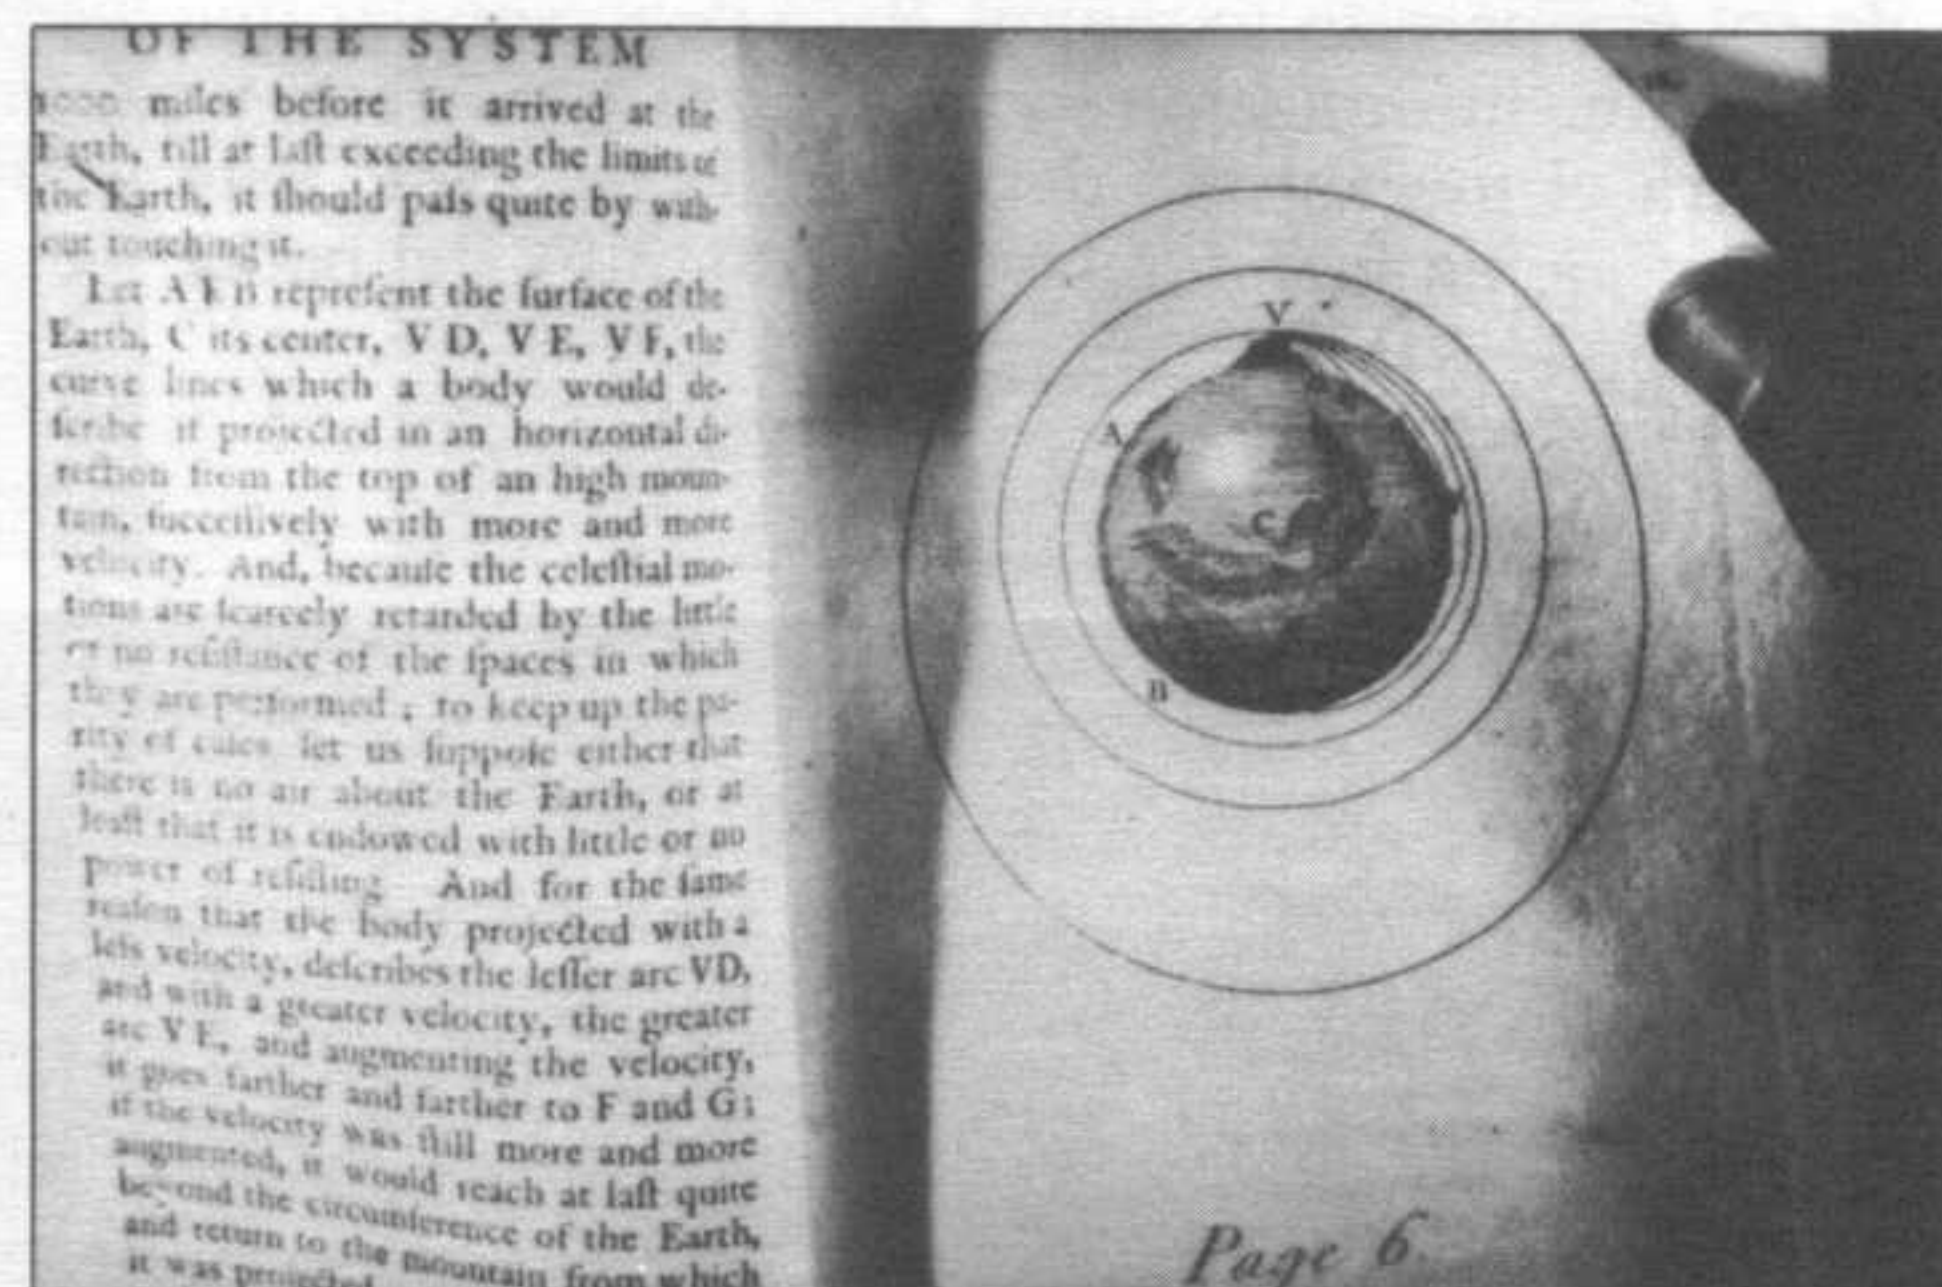 OF THE SYSTEM
1000 miles before it arrived at the
Earth, till at laſt exceeding the limits of
the Earth, it ſhould paſs quite by with-
out touching it.
Let A F B repreſent the ſurface of the
Earth, C its center, V D, V E, V F, the
curve lines which a body would de-
ſcribe if projected in an horizontal di-
rection from the top of an high moun-
tain, ſucceſſively with more and more
velocity. And, becauſe the celeſtial mo-
tions are ſcarcely retarded by the little
or no reſiſtance of the ſpaces in which
they are performed; to keep up the pa-
rity of caſes let us ſuppoſe either that
there is no air about the Earth, or at
leaſt that it is endowed with little or no
power of reſiſting. And for the ſame
reaſon that the body projected with a
leſs velocity, deſcribes the leſſer arc VD,
and with a greater velocity, the greater
arc VE, and augmenting the velocity,
it goes farther and farther to F and G;
if the velocity was ſtill more and more
augmented, it would reach at laſt quite
beyond the circumference of the Earth,
and return to the mountain from which
it was projected.
V
C
B
Page 6.